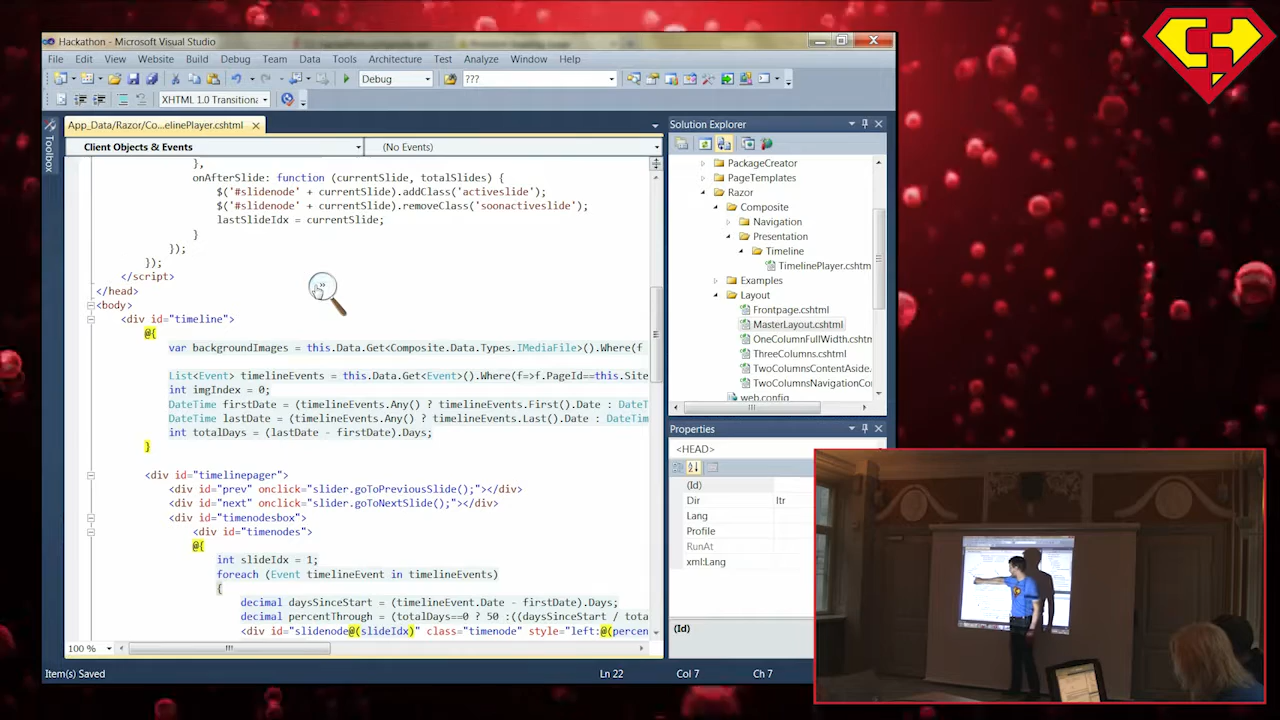 Hackathon - Microsoft Visual Studio
File Edit View Website Build Debug Team Data Tools Architecture Test Analyze Window Help
Debug ???
XHTML 1.0 Transitiona
App_Data/Razor/Co...elinePlayer.cshtml
Client Objects & Events (No Events)
Toolbox
},
onAfterSlide: function (currentSlide, totalSlides) {
$('#slidenode' + currentSlide).addClass('activeslide');
$('#slidenode' + currentSlide).removeClass('soonactiveslide');
lastSlideIdx = currentSlide;
}
});
});
</script>
</head>
<body>
<div id="timeline">
@{
var backgroundImages = this.Data.Get<Composite.Data.Types.IMediaFile>().Where(f
List<Event> timelineEvents = this.Data.Get<Event>().Where(f=>f.PageId==this.Site
int imgIndex = 0;
DateTime firstDate = (timelineEvents.Any() ? timelineEvents.First().Date : DateT
DateTime lastDate = (timelineEvents.Any() ? timelineEvents.Last().Date : DateTim
int totalDays = (lastDate - firstDate).Days;
}
<div id="timelinepager">
<div id="prev" onclick="slider.goToPreviousSlide();"></div>
<div id="next" onclick="slider.goToNextSlide();"></div>
<div id="timenodesbox">
<div id="timenodes">
@{
int slideIdx = 1;
foreach (Event timelineEvent in timelineEvents)
{
decimal daysSinceStart = (timelineEvent.Date - firstDate).Days;
decimal percentThrough = (totalDays==0 ? 50 :((daysSinceStart / tota
<div id="slidenode@(slideIdx)" class="timenode" style="left:@(percen
100 %
Item(s) Saved Ln 22 Col 7 Ch 7
Solution Explorer
PackageCreator
PageTemplates
Razor
Composite
Navigation
Presentation
Timeline
TimelinePlayer.cshtm
Examples
Layout
Frontpage.cshtml
MasterLayout.cshtml
OneColumnFullWidth.cshtm
ThreeColumns.cshtml
TwoColumnsContentAside.
TwoColumnsNavigationCo
web.config
Properties
<HEAD>
(Id)
Dir ltr
Lang
Profile
RunAt
xml:Lang
(Id)